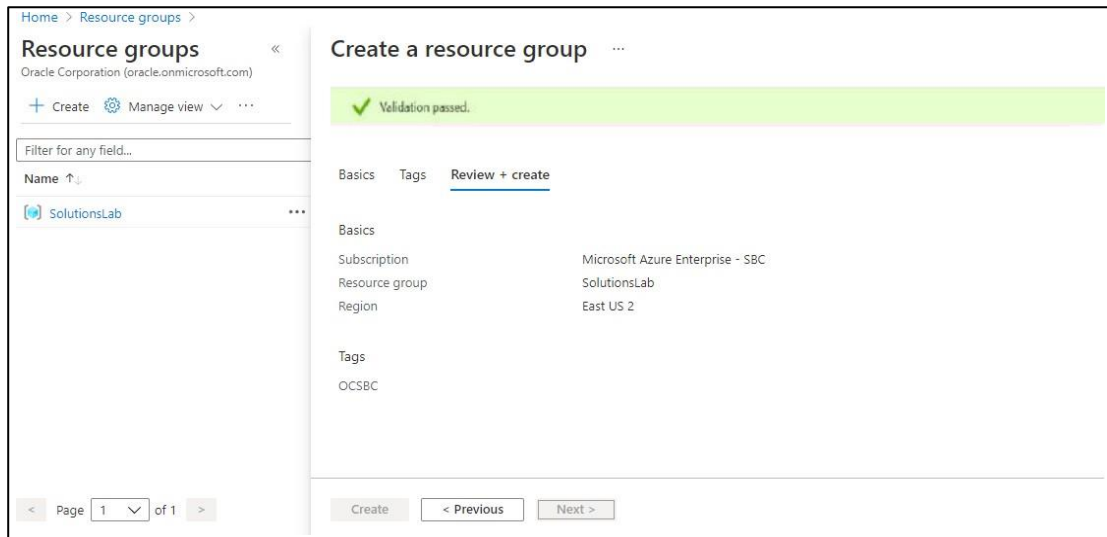 Home > Resource groups >
Resource groups «
Oracle Corporation (oracle.onmicrosoft.com)
+ Create Manage view ···
Filter for any field...
Name ↑↓
SolutionsLab ···
Page 1 of 1
Create a resource group ···
Validation passed.
Basics Tags Review + create
Basics
Subscription Microsoft Azure Enterprise - SBC
Resource group SolutionsLab
Region East US 2
Tags
OCSBC
Create < Previous Next >